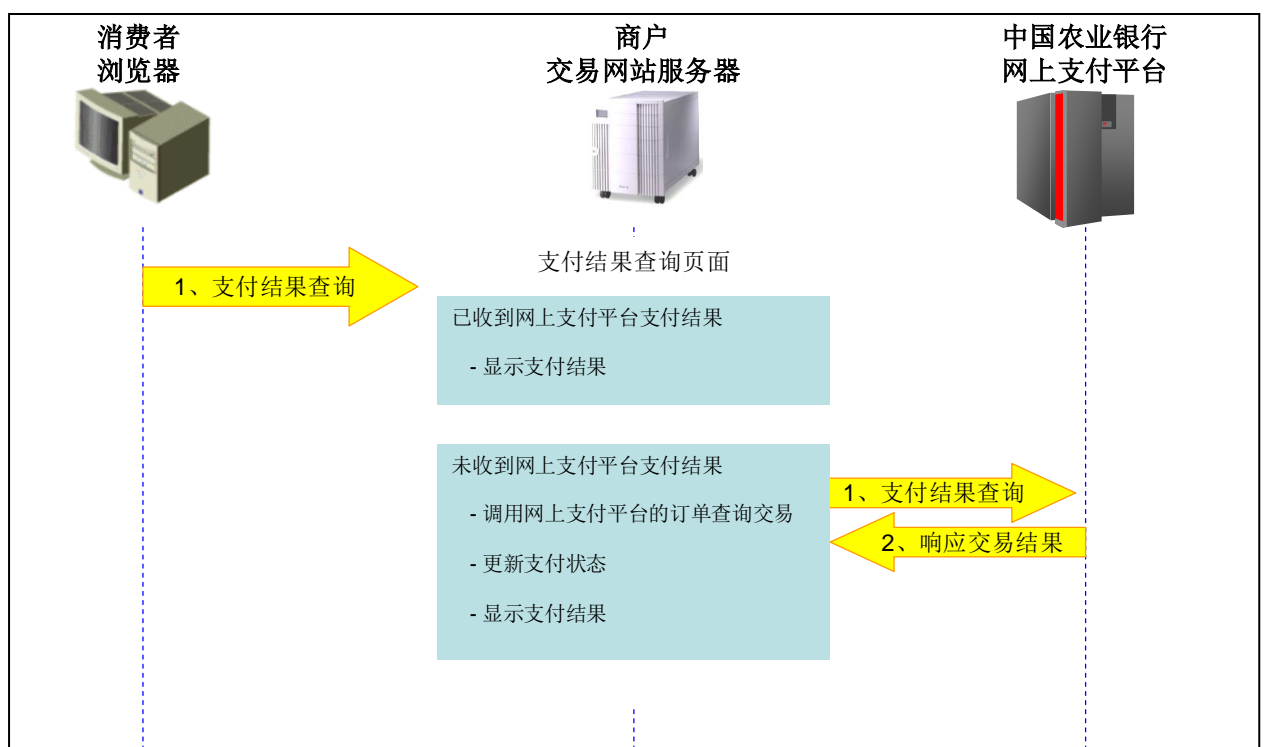 消费者
浏览器
商户
交易网站服务器
中国农业银行
网上支付平台
支付结果查询页面
1、支付结果查询
已收到网上支付平台支付结果
- 显示支付结果
未收到网上支付平台支付结果
- 调用网上支付平台的订单查询交易
- 更新支付状态
- 显示支付结果
1、支付结果查询
2、响应交易结果